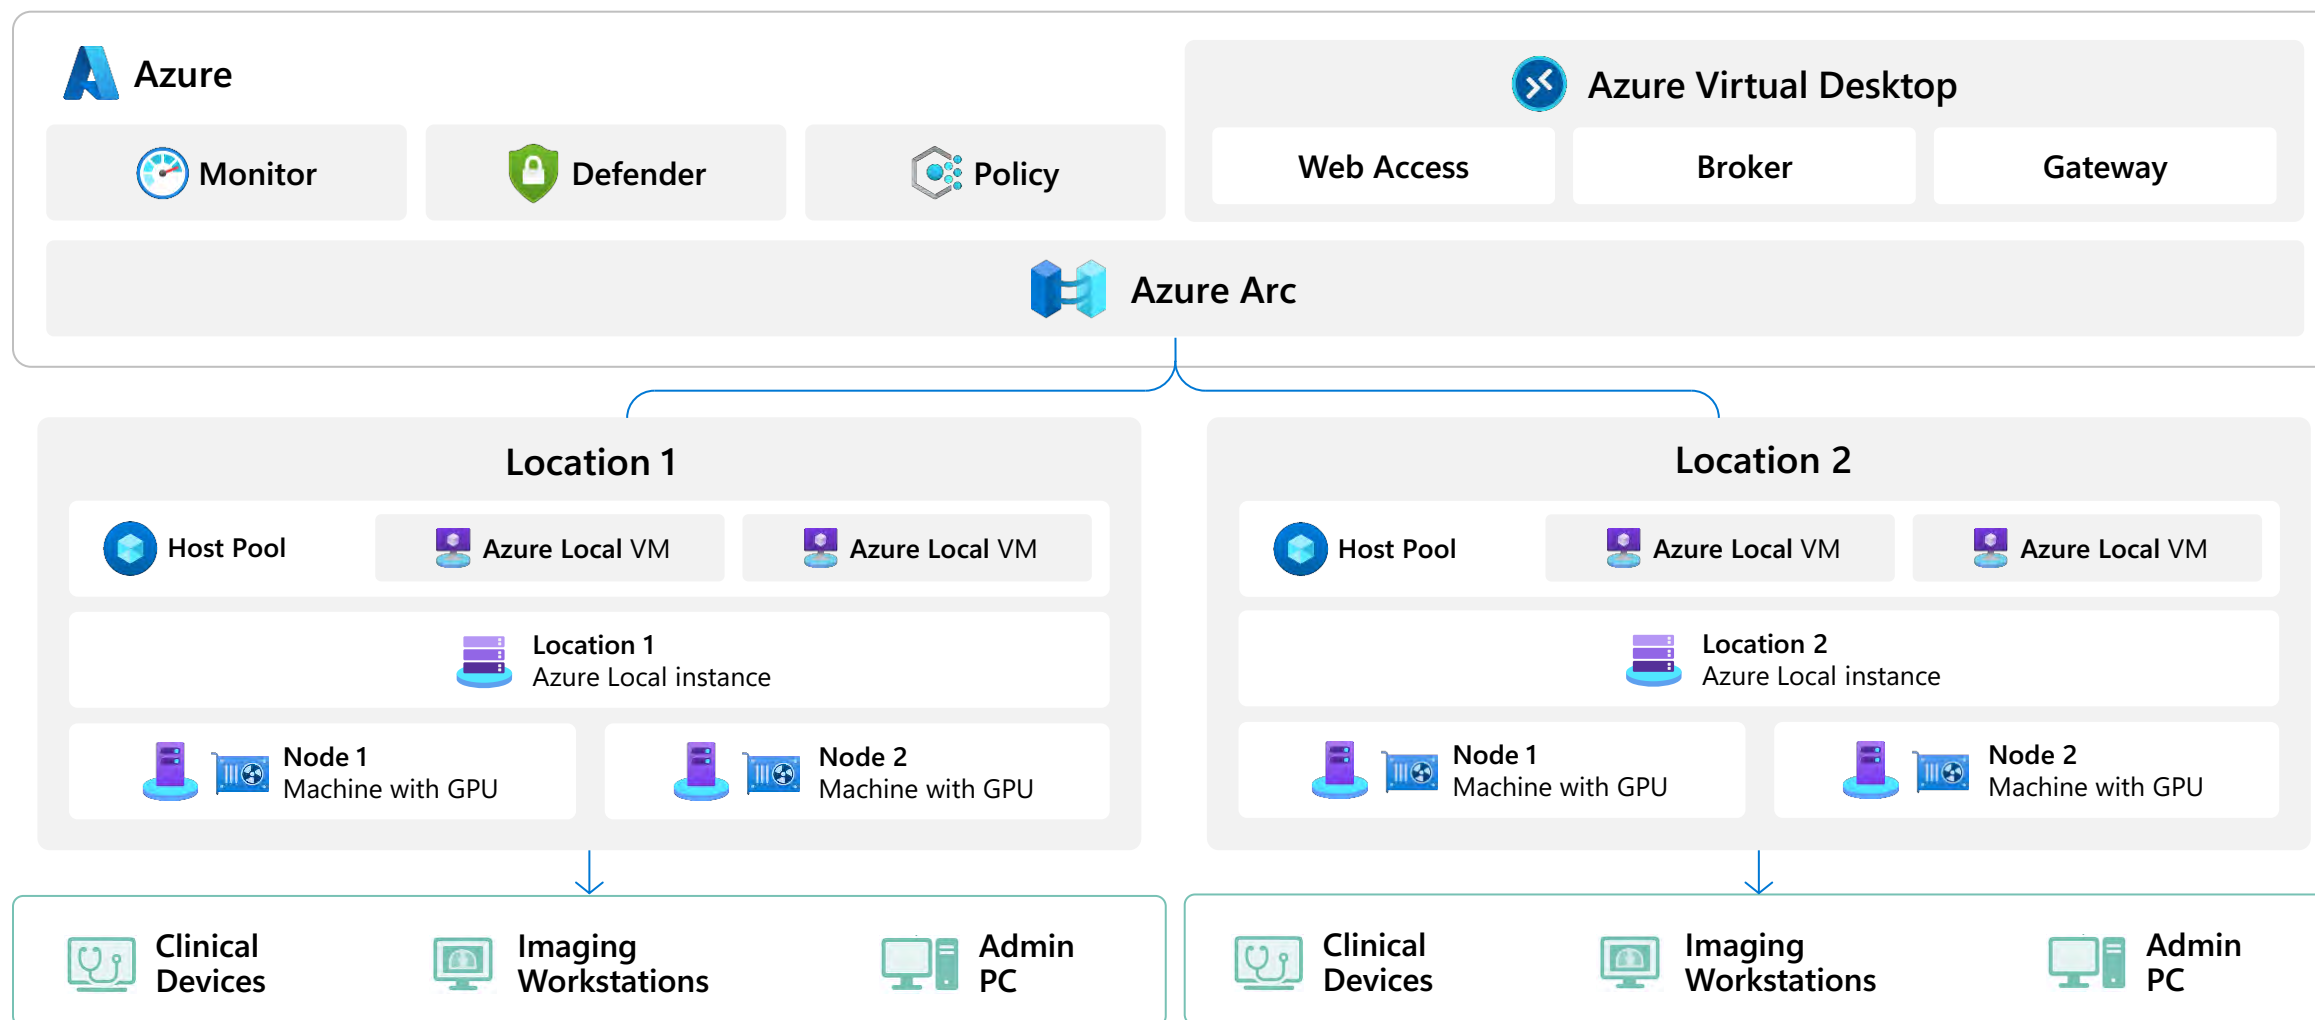 Azure
Azure Virtual Desktop
Monitor
Defender
Policy
Web Access
Broker
Gateway
Azure Arc
Location 1
Host Pool
Azure Local VM
Azure Local VM
Location 1
Azure Local instance
Node 1
Machine with GPU
Node 2
Machine with GPU
Location 2
Host Pool
Azure Local VM
Azure Local VM
Location 2
Azure Local instance
Node 1
Machine with GPU
Node 2
Machine with GPU
Clinical
Devices
Imaging
Workstations
Admin
PC
Clinical
Devices
Imaging
Workstations
Admin
PC